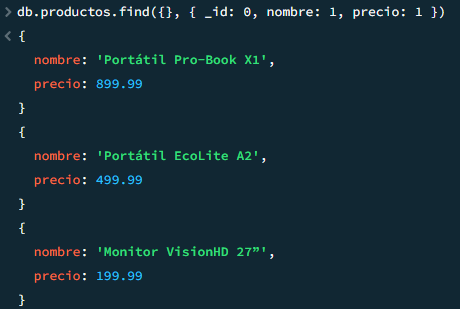 > db.productos.find({}, { _id: 0, nombre: 1, precio: 1 })
< {
nombre: 'Portátil Pro-Book X1',
precio: 899.99
}
{
nombre: 'Portátil EcoLite A2',
precio: 499.99
}
{
nombre: 'Monitor VisionHD 27”',
precio: 199.99
}